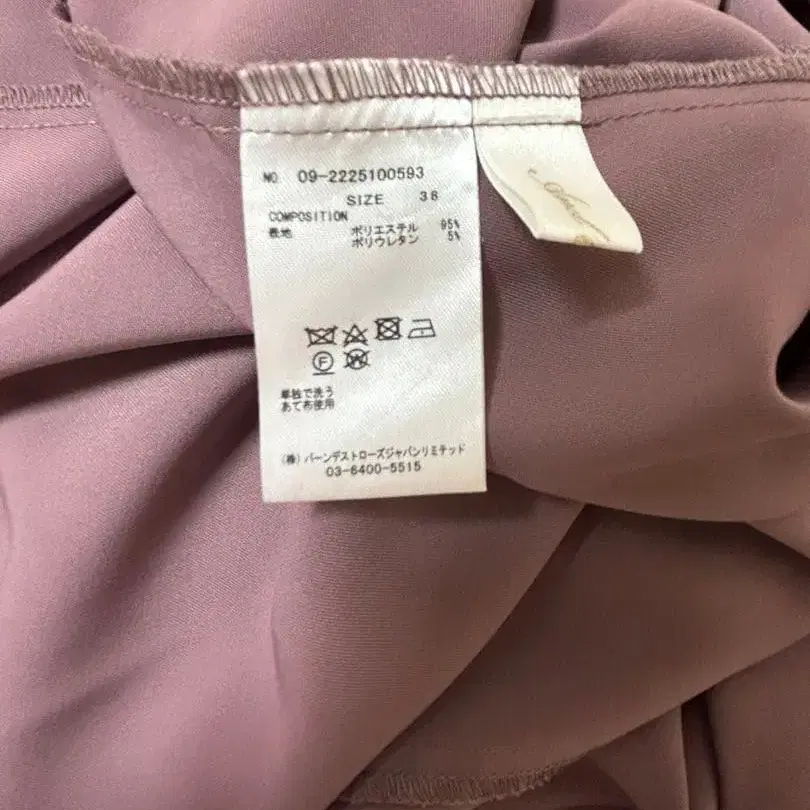 NO 09-2225100593
SIZE 38
COMPOSITION
表地 ポリエステル 95%
ポリウレタン 5%
F W
単独で洗う
あて布使用
(株)バーンデストローズジャパンリミテッド
03-6400-5515